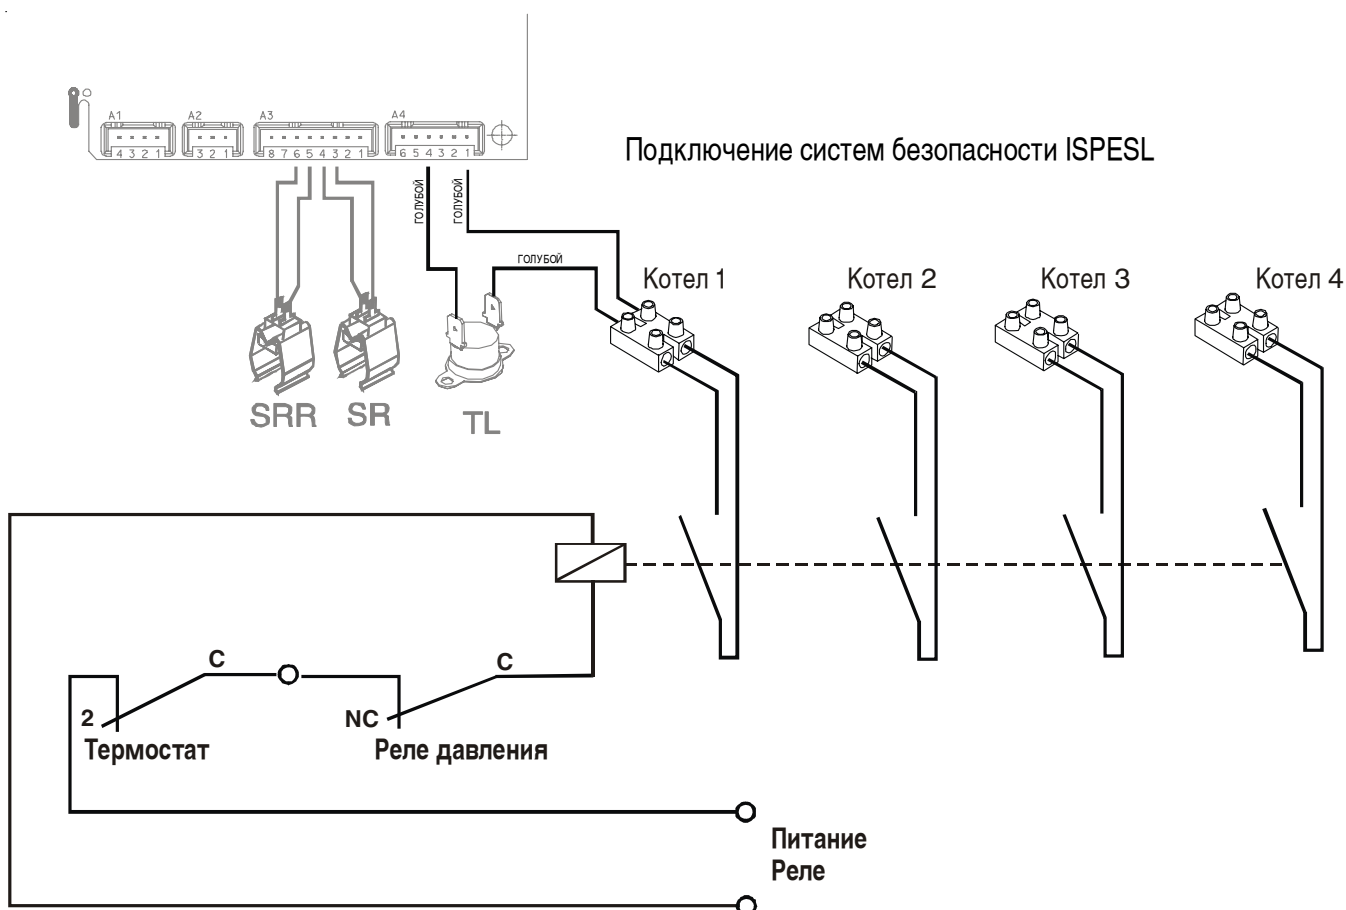 A1
A2
A3
A4
4 3 2 1
3 2 1
8 7 6 5 4 3 2 1
6 5 4 3 2 1
Подключение систем безопасности ISPESL
ГОЛУБОЙ
ГОЛУБОЙ
ГОЛУБОЙ
Котел 1
Котел 2
Котел 3
Котел 4
SRR
SR
TL
C
C
2
NC
Термостат
Реле давления
Питание
Реле